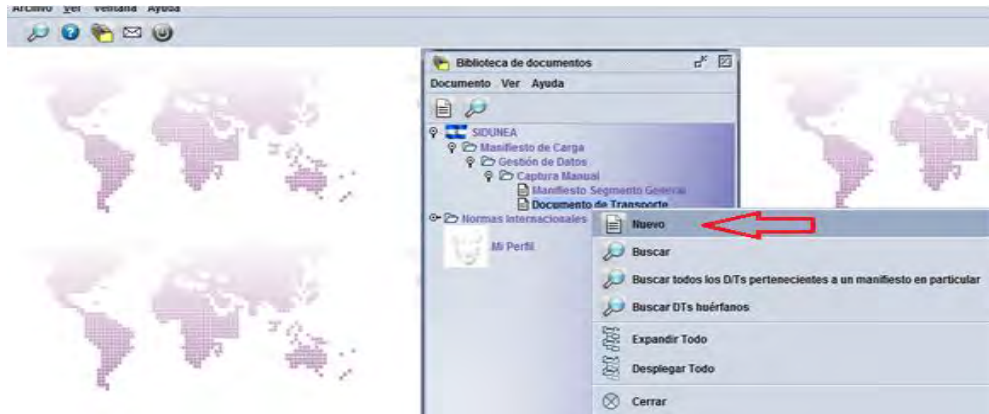 Archivo Ver Ventana Ayuda
Biblioteca de documentos
Documento Ver Ayuda
SIDUNEA
Manifiesto de Carga
Gestión de Datos
Captura Manual
Manifiesto Segmento General
Documento de Transporte
Normas Internacionales
Mi Perfil
Nuevo
Buscar
Buscar todos los D/Ts pertenecientes a un manifiesto en particular
Buscar DTs huérfanos
Expandir Todo
Desplegar Todo
Cerrar